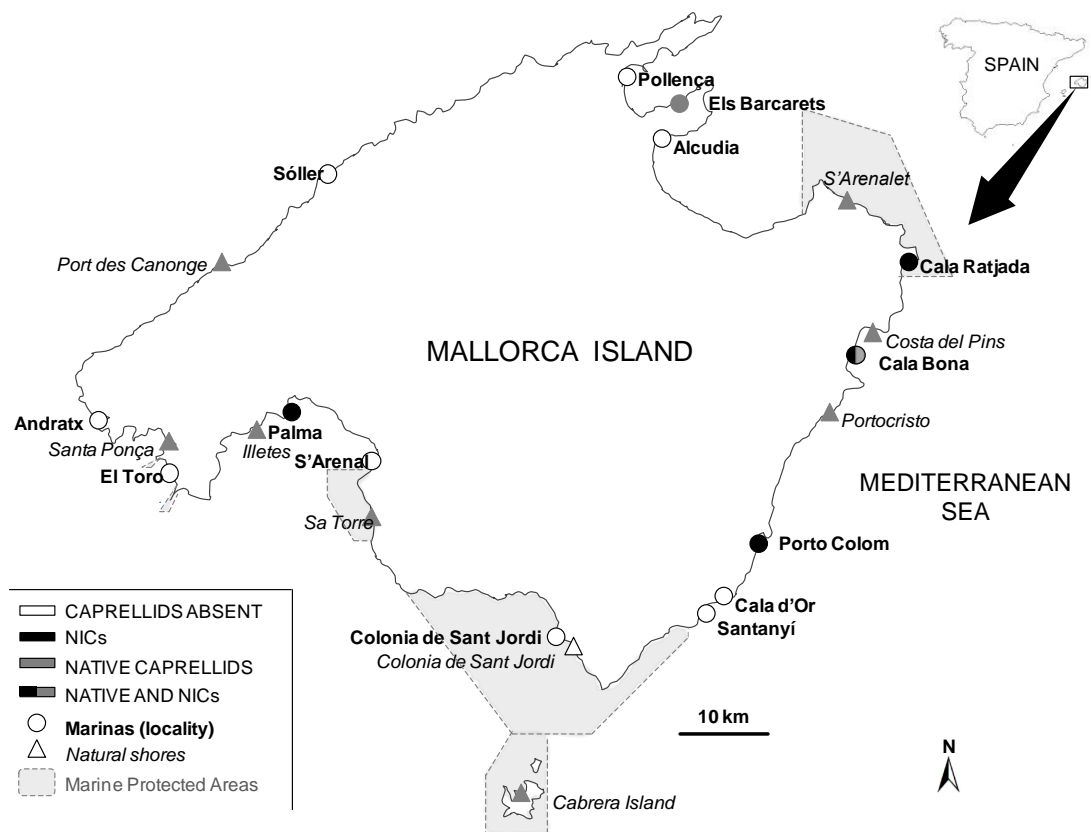 SPAIN
Pollença
Els Barcarets
Alcudia
S'Arenalet
Sóller
Port des Canonge
Cala Ratjada
MALLORCA ISLAND
Costa del Pins
Cala Bona
Andratx
Santa Ponça
Palma
Illetes
Portocristo
El Toro
S'Arenal
MEDITERRANEAN
SEA
Sa Torre
Porto Colom
Cala d'Or
Santanyí
Colonia de Sant Jordi
Colonia de Sant Jordi
10 km
N
Cabrera Island
CAPRELLIDS ABSENT
NICs
NATIVE CAPRELLIDS
NATIVE AND NICs
Marinas (locality)
Natural shores
Marine Protected Areas